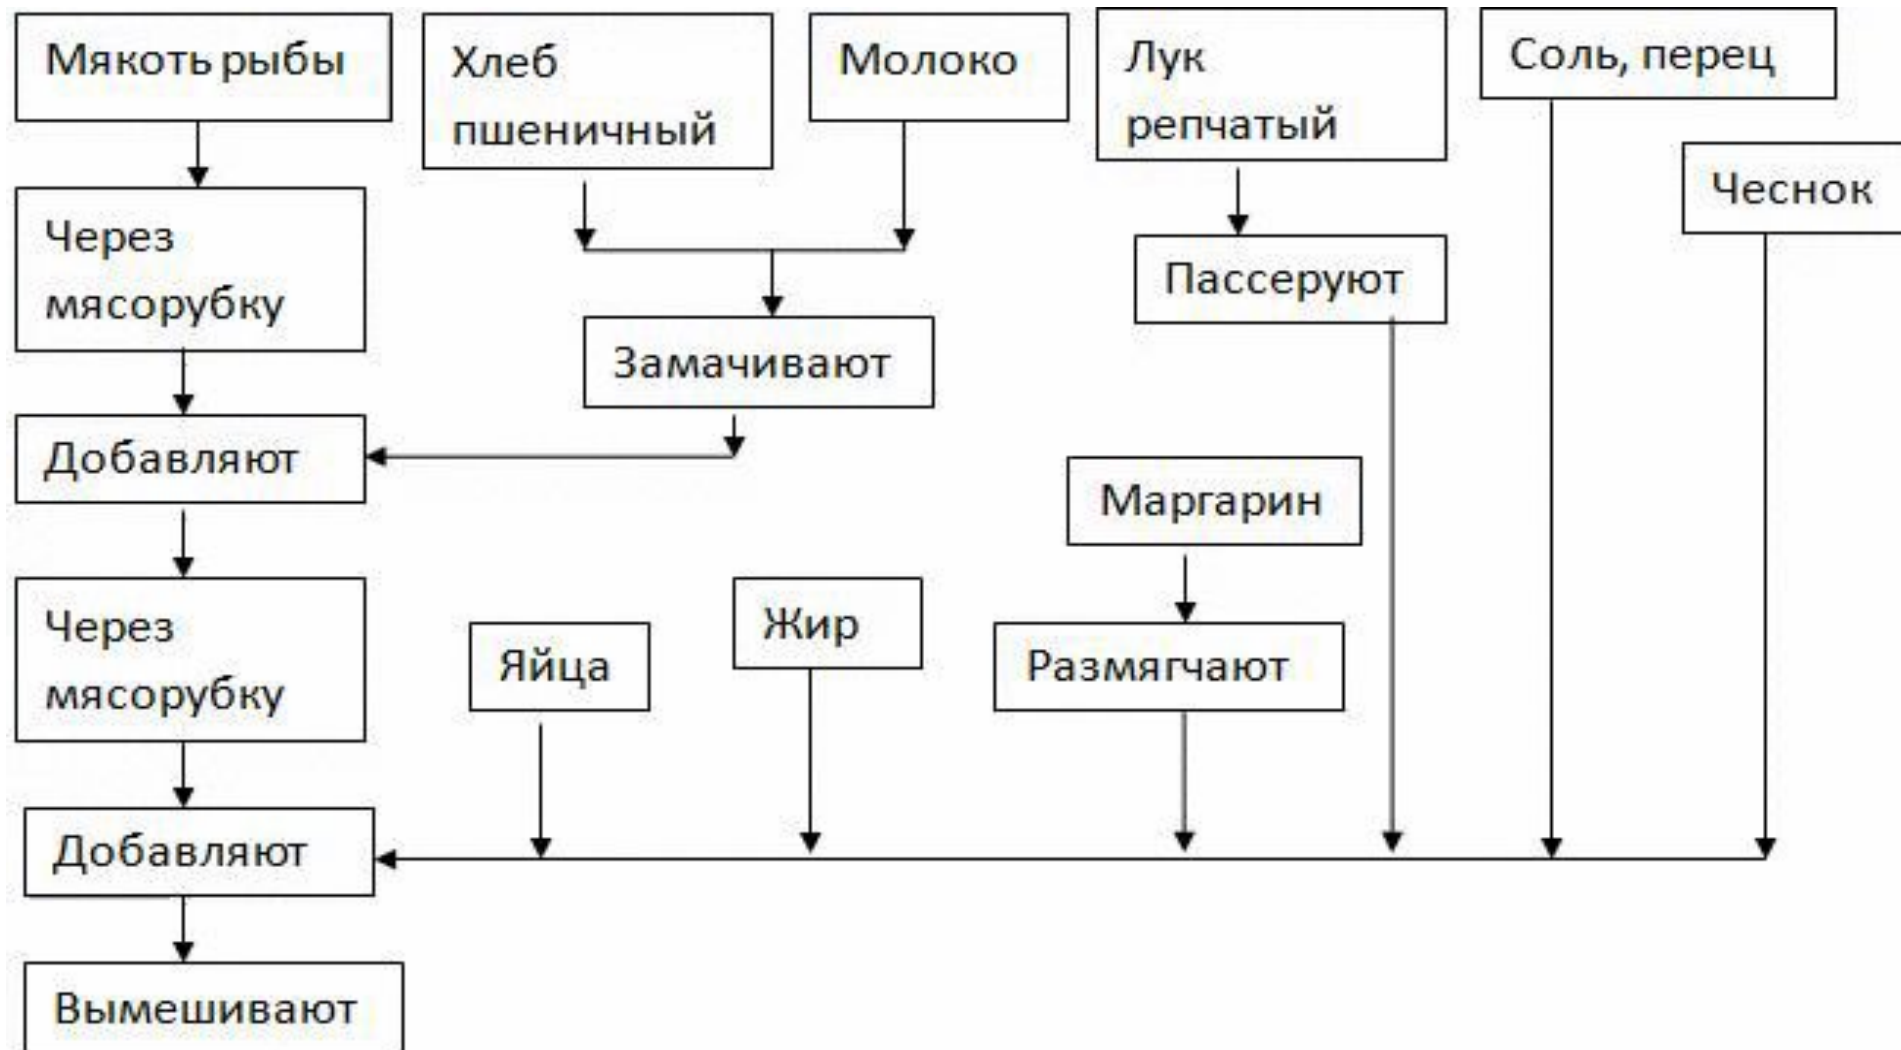 Мякоть рыбы
Хлеб
пшеничный
Молоко
Лук
репчатый
Соль, перец
Чеснок
Через
мясорубку
Пассеруют
Замачивают
Добавляют
Маргарин
Через
мясорубку
Яйца
Жир
Размягчают
Добавляют
Вымешивают